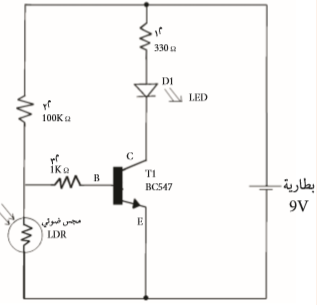 م١
330 Ω
D1
LED
م٢
100K Ω
م٣
1K Ω
B
C
T1
BC547
E
مجس ضوئي
LDR
بطارية
9V